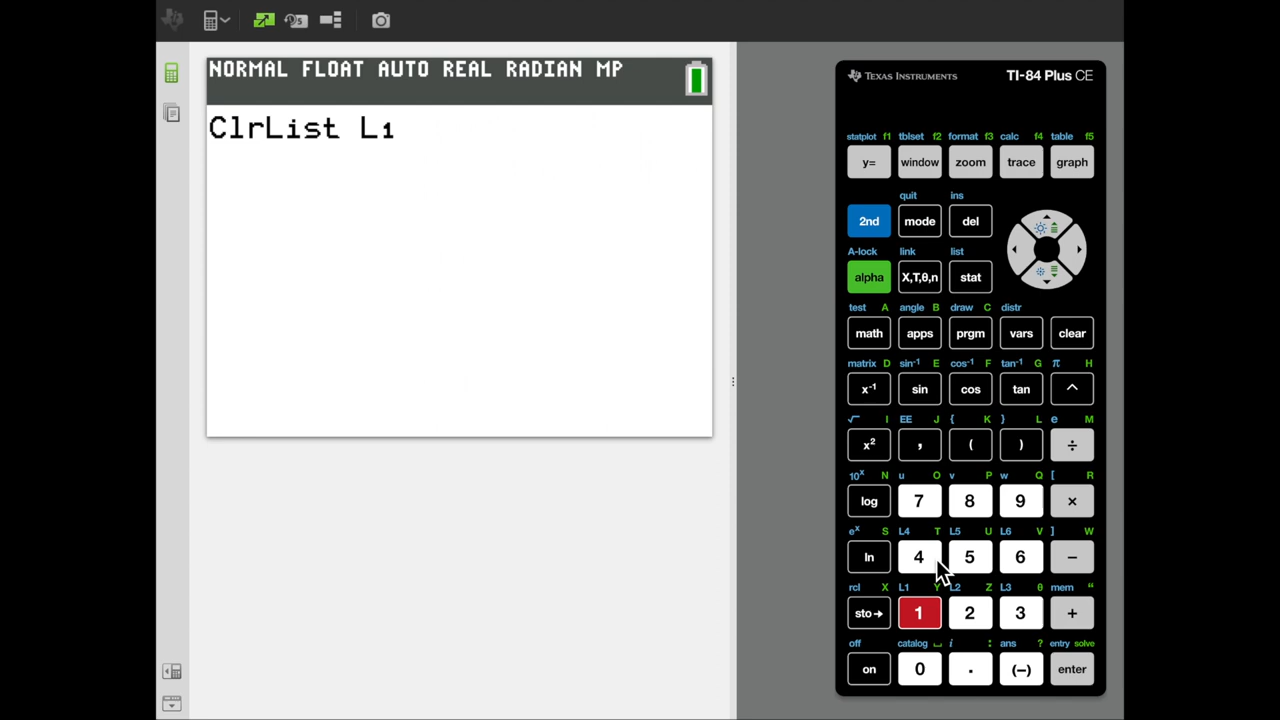 NORMAL FLOAT AUTO REAL RADIAN MP
ClrList L1
TEXAS INSTRUMENTS TI-84 Plus CE
statplot f1 tblset f2 format f3 calc f4 table f5
y= window zoom trace graph
quit ins
2nd mode del
A-lock link list
alpha X,T,θ,n stat
test A angle B draw C distr
math apps prgm vars clear
matrix D sin⁻¹ E cos⁻¹ F tan⁻¹ G π H
x⁻¹ sin cos tan ^
√ I EE J { K } L e M
x² , ( ) ÷
10ˣ N u O v P w Q [ R
log 7 8 9 ×
eˣ S L4 T L5 U L6 V ] W
ln 4 5 6 −
rcl X L1 Y L2 Z L3 θ mem “
sto→ 1 2 3 +
off catalog ␣ i : ans ? entry solve
on 0 . (−) enter